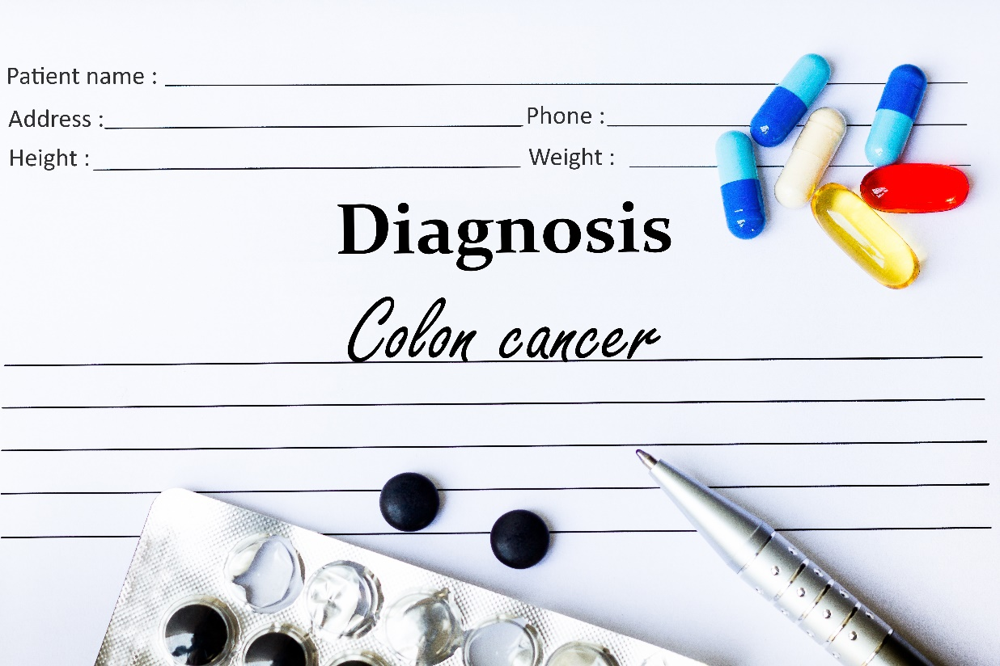 Patient name :
Address : Phone :
Height : Weight :
Diagnosis
Colon cancer